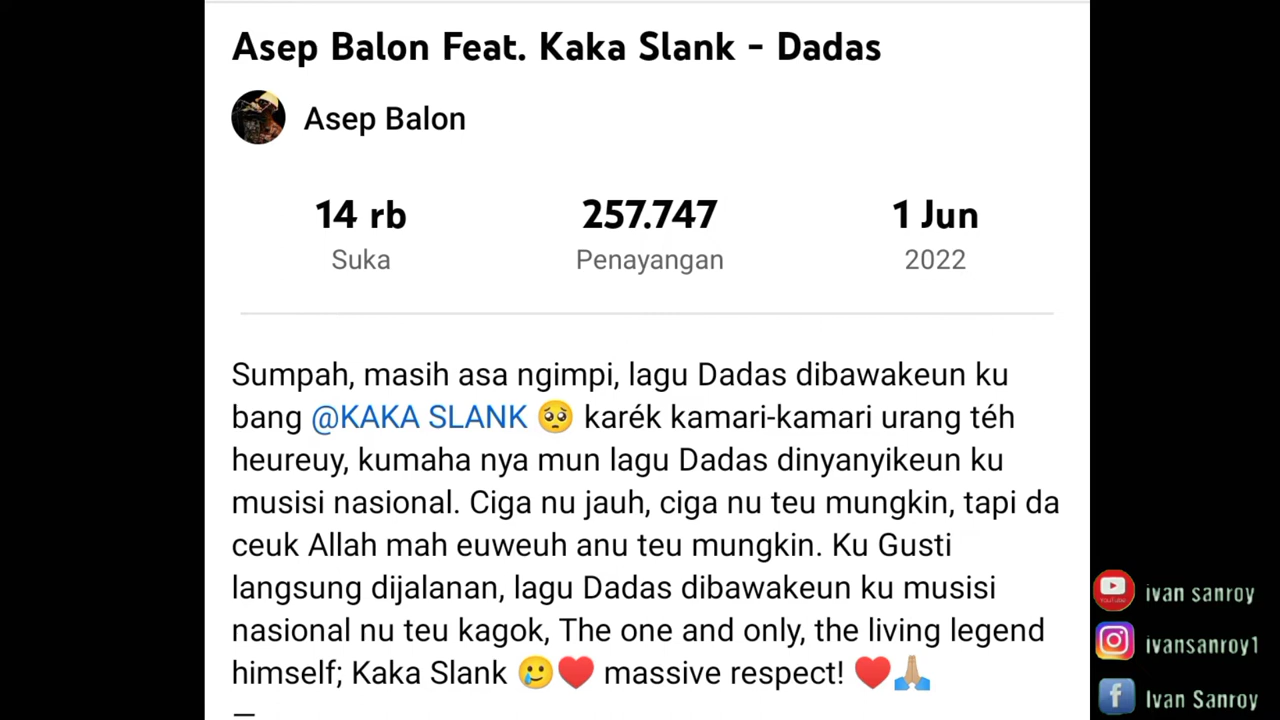 Asep Balon Feat. Kaka Slank - Dadas
Asep Balon
14 rb 257.747 1 Jun
Suka Penayangan 2022
Sumpah, masih asa ngimpi, lagu Dadas dibawakeun ku
bang @KAKA SLANK 🥺 karék kamari-kamari urang téh
heureuy, kumaha nya mun lagu Dadas dinyanyikeun ku
musisi nasional. Ciga nu jauh, ciga nu teu mungkin, tapi da
ceuk Allah mah euweuh anu teu mungkin. Ku Gusti
langsung dijalanan, lagu Dadas dibawakeun ku musisi
nasional nu teu kagok, The one and only, the living legend
himself; Kaka Slank 🥲♥️ massive respect! ♥️🙏🏼
—
ivan sanroy
ivansanroy1
Ivan Sanroy